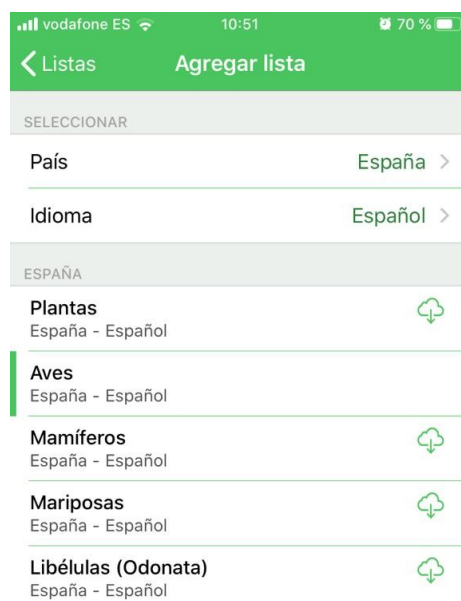 vodafone ES 10:51 70 %
Listas Agregar lista
SELECCIONAR
País España
Idioma Español
ESPAÑA
Plantas
España - Español
Aves
España - Español
Mamíferos
España - Español
Mariposas
España - Español
Libélulas (Odonata)
España - Español